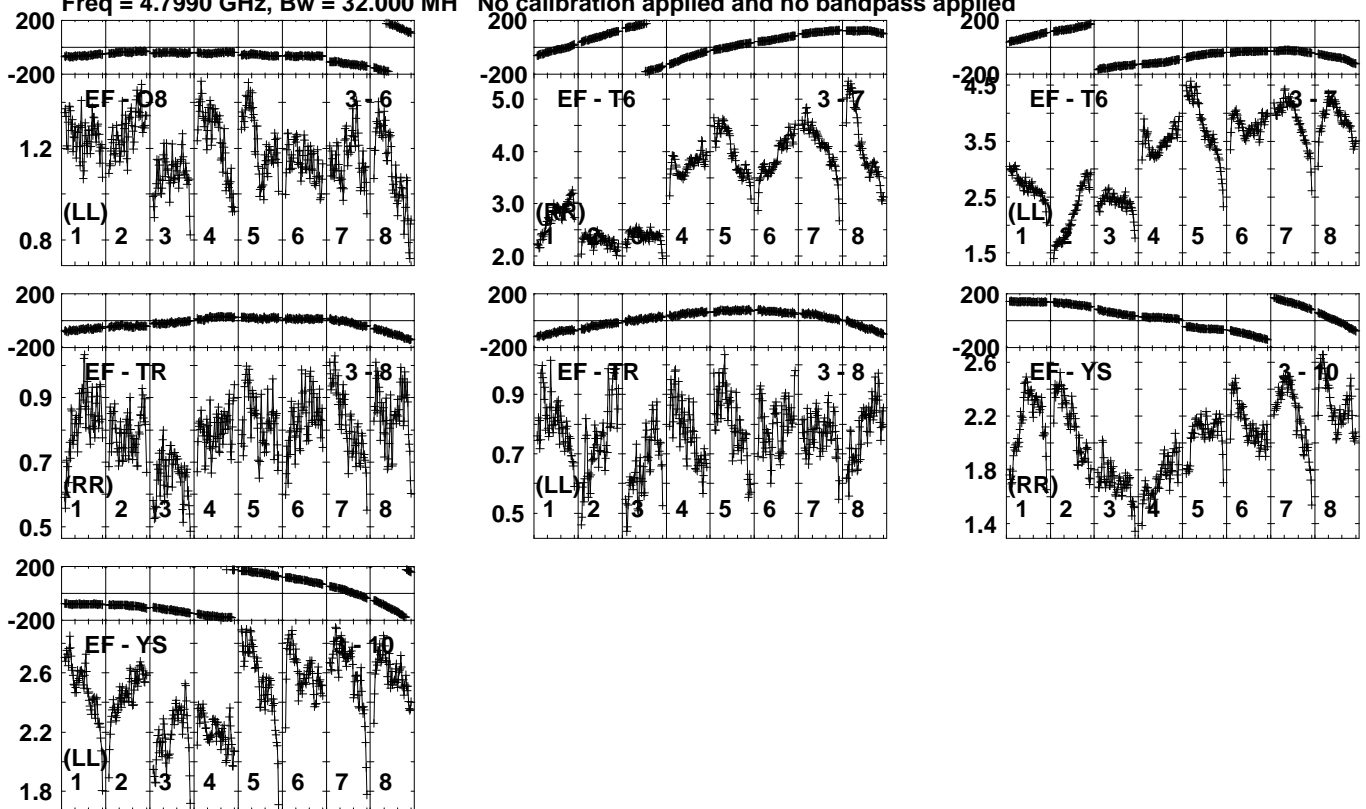 Freq = 4.7990 GHz, Bw = 32.000 MH No calibration applied and no bandpass applied
200
-200
EF - O8 3 - 6
1.2
0.8
(LL)
1 2 3 4 5 6 7 8
200
-200
EF - T6 3 - 7
5.0
4.0
3.0
2.0
(RR)
1 2 3 4 5 6 7 8
200
-200
EF - T6 3 - 7
4.5
3.5
2.5
1.5
(LL)
1 2 3 4 5 6 7 8
200
-200
EF - TR 3 - 8
0.9
0.7
0.5
(RR)
1 2 3 4 5 6 7 8
200
-200
EF - TR 3 - 8
0.9
0.7
0.5
(LL)
1 2 3 4 5 6 7 8
200
-200
EF - YS 3 - 10
2.6
2.2
1.8
1.4
(RR)
1 2 3 4 5 6 7 8
200
-200
EF - YS 3 - 10
2.6
2.2
1.8
(LL)
1 2 3 4 5 6 7 8